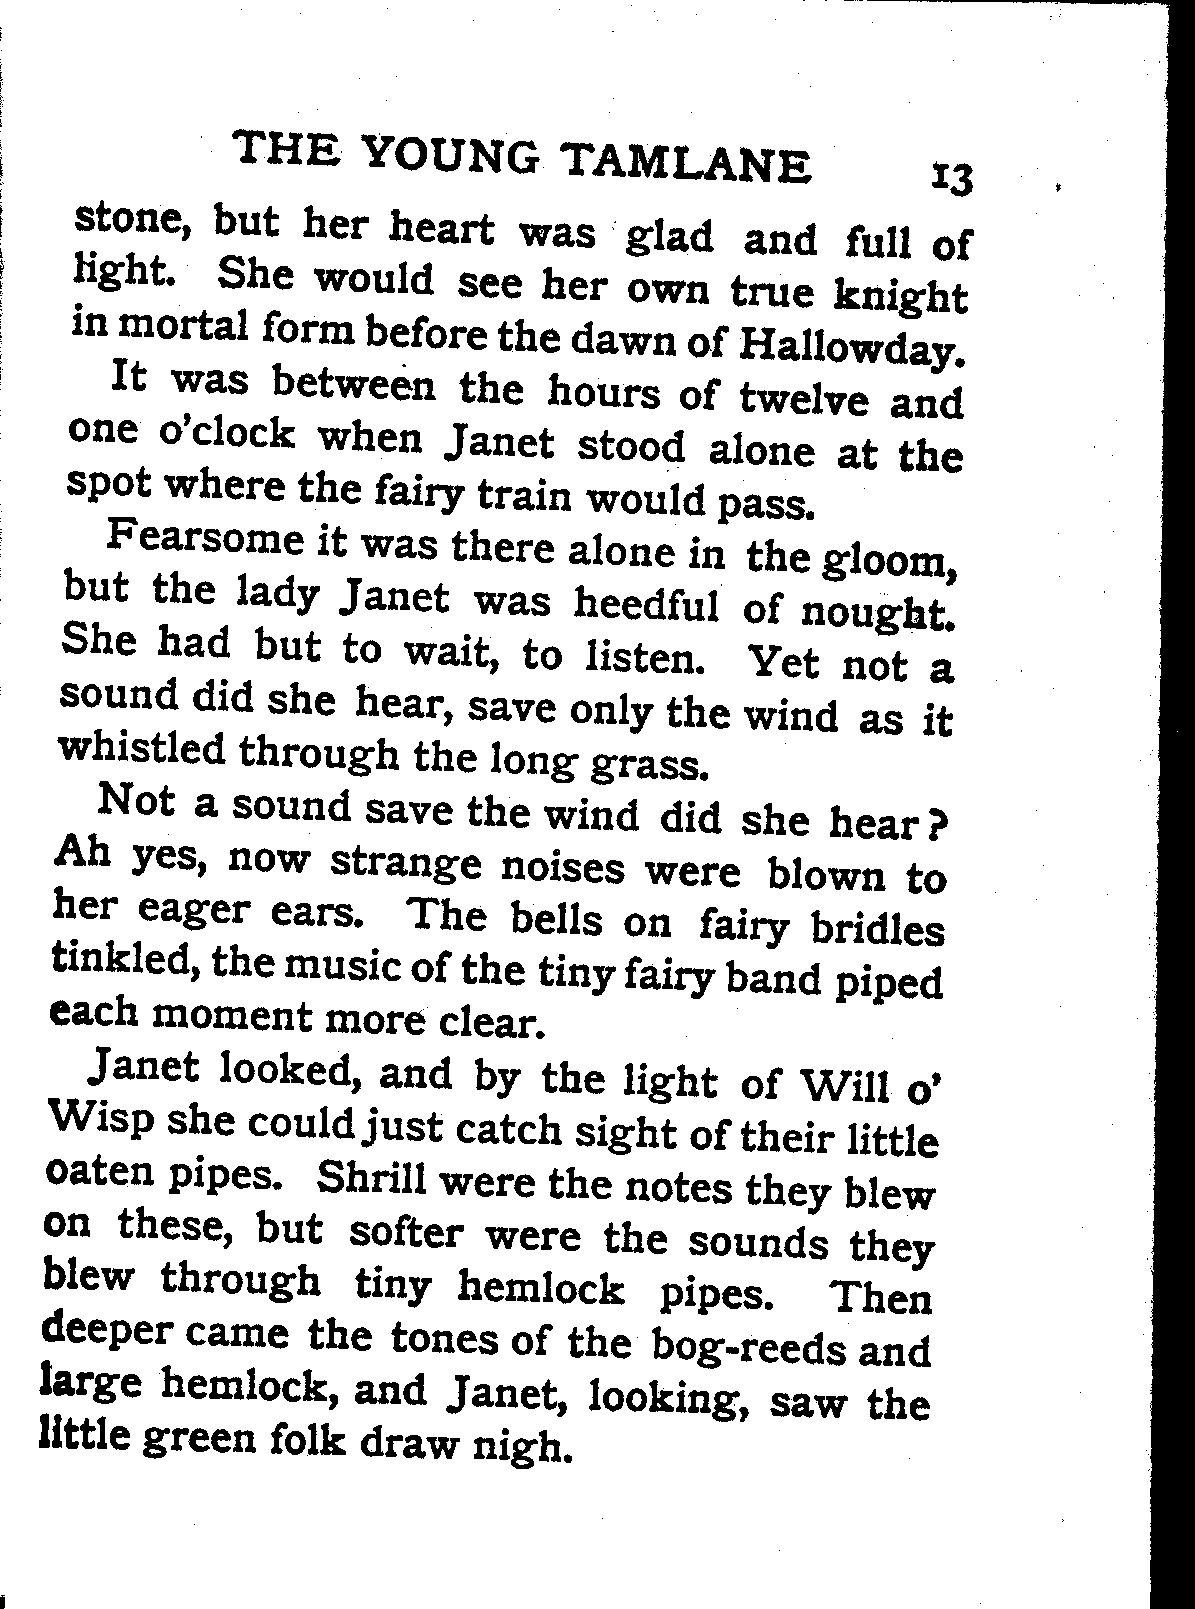 THE YOUNG TAMLANE 13
stone, but her heart was glad and full of
light. She would see her own true knight
in mortal form before the dawn of Hallowday.
It was between the hours of twelve and
one o'clock when Janet stood alone at the
spot where the fairy train would pass.
Fearsome it was there alone in the gloom,
but the lady Janet was heedful of nought.
She had but to wait, to listen. Yet not a
sound did she hear, save only the wind as it
whistled through the long grass.
Not a sound save the wind did she hear?
Ah yes, now strange noises were blown to
her eager ears. The bells on fairy bridles
tinkled, the music of the tiny fairy band piped
each moment more clear.
Janet looked, and by the light of Will o'
Wisp she could just catch sight of their little
oaten pipes. Shrill were the notes they blew
on these, but softer were the sounds they
blew through tiny hemlock pipes. Then
deeper came the tones of the bog-reeds and
large hemlock, and Janet, looking, saw the
little green folk draw nigh.